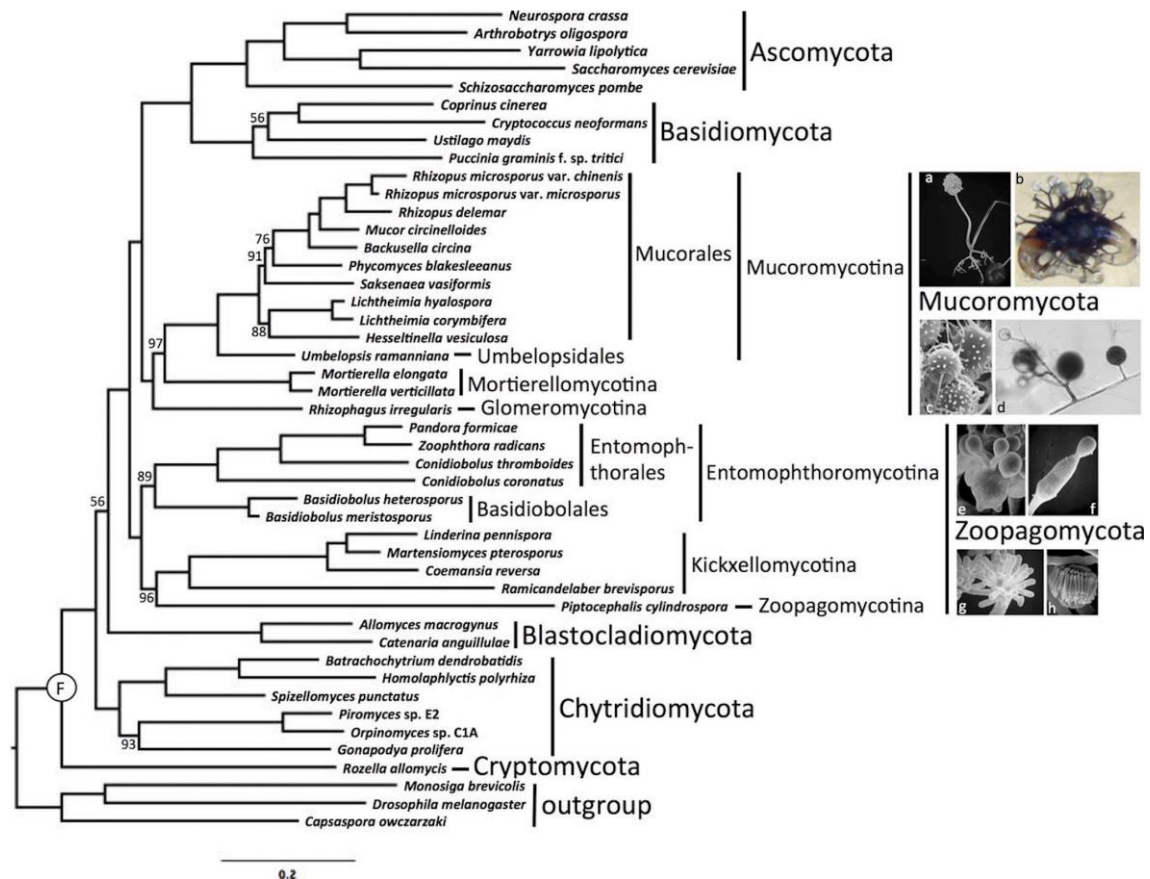 Neurospora crassa
Arthrobotrys oligospora
Yarrowia lipolytica
Saccharomyces cerevisiae
Schizosaccharomyces pombe
Ascomycota
Coprinus cinerea
56
Cryptococcus neoformans
Ustilago maydis
Puccinia graminis f. sp. tritici
Basidiomycota
Rhizopus microsporus var. chinenis
Rhizopus microsporus var. microsporus
Rhizopus delemar
Mucor circinelloides
76
Backusella circina
91
Phycomyces blakesleeanus
Saksenaea vasiformis
Lichtheimia hyalospora
Lichtheimia corymbifera
88
Hesseltinella vesiculosa
Mucorales
Umbelopsis ramanniana
Umbelopsidales
Mucoromycotina
97
Mortierella elongata
Mortierella verticillata
Mortierellomycotina
Rhizophagus irregularis
Glomeromycotina
a
b
Mucoromycota
c
d
Pandora formicae
Zoophthora radicans
Conidiobolus thromboides
Conidiobolus coronatus
Entomoph-
thorales
89
Basidiobolus heterosporus
Basidiobolus meristosporus
Basidiobolales
Entomophthoromycotina
56
Linderina pennispora
Martensiomyces pterosporus
Coemansia reversa
Ramicandelaber brevisporus
Kickxellomycotina
96
Piptocephalis cylindrospora
Zoopagomycotina
e
f
Zoopagomycota
g
h
Allomyces macrogynus
Catenaria anguillulae
Blastocladiomycota
Batrachochytrium dendrobatidis
Homolaphlyctis polyrhiza
Spizellomyces punctatus
F
Piromyces sp. E2
Orpinomyces sp. C1A
93
Gonapodya prolifera
Chytridiomycota
Rozella allomycis
Cryptomycota
Monosiga brevicolis
Drosophila melanogaster
Capsaspora owczarzaki
outgroup
0.2